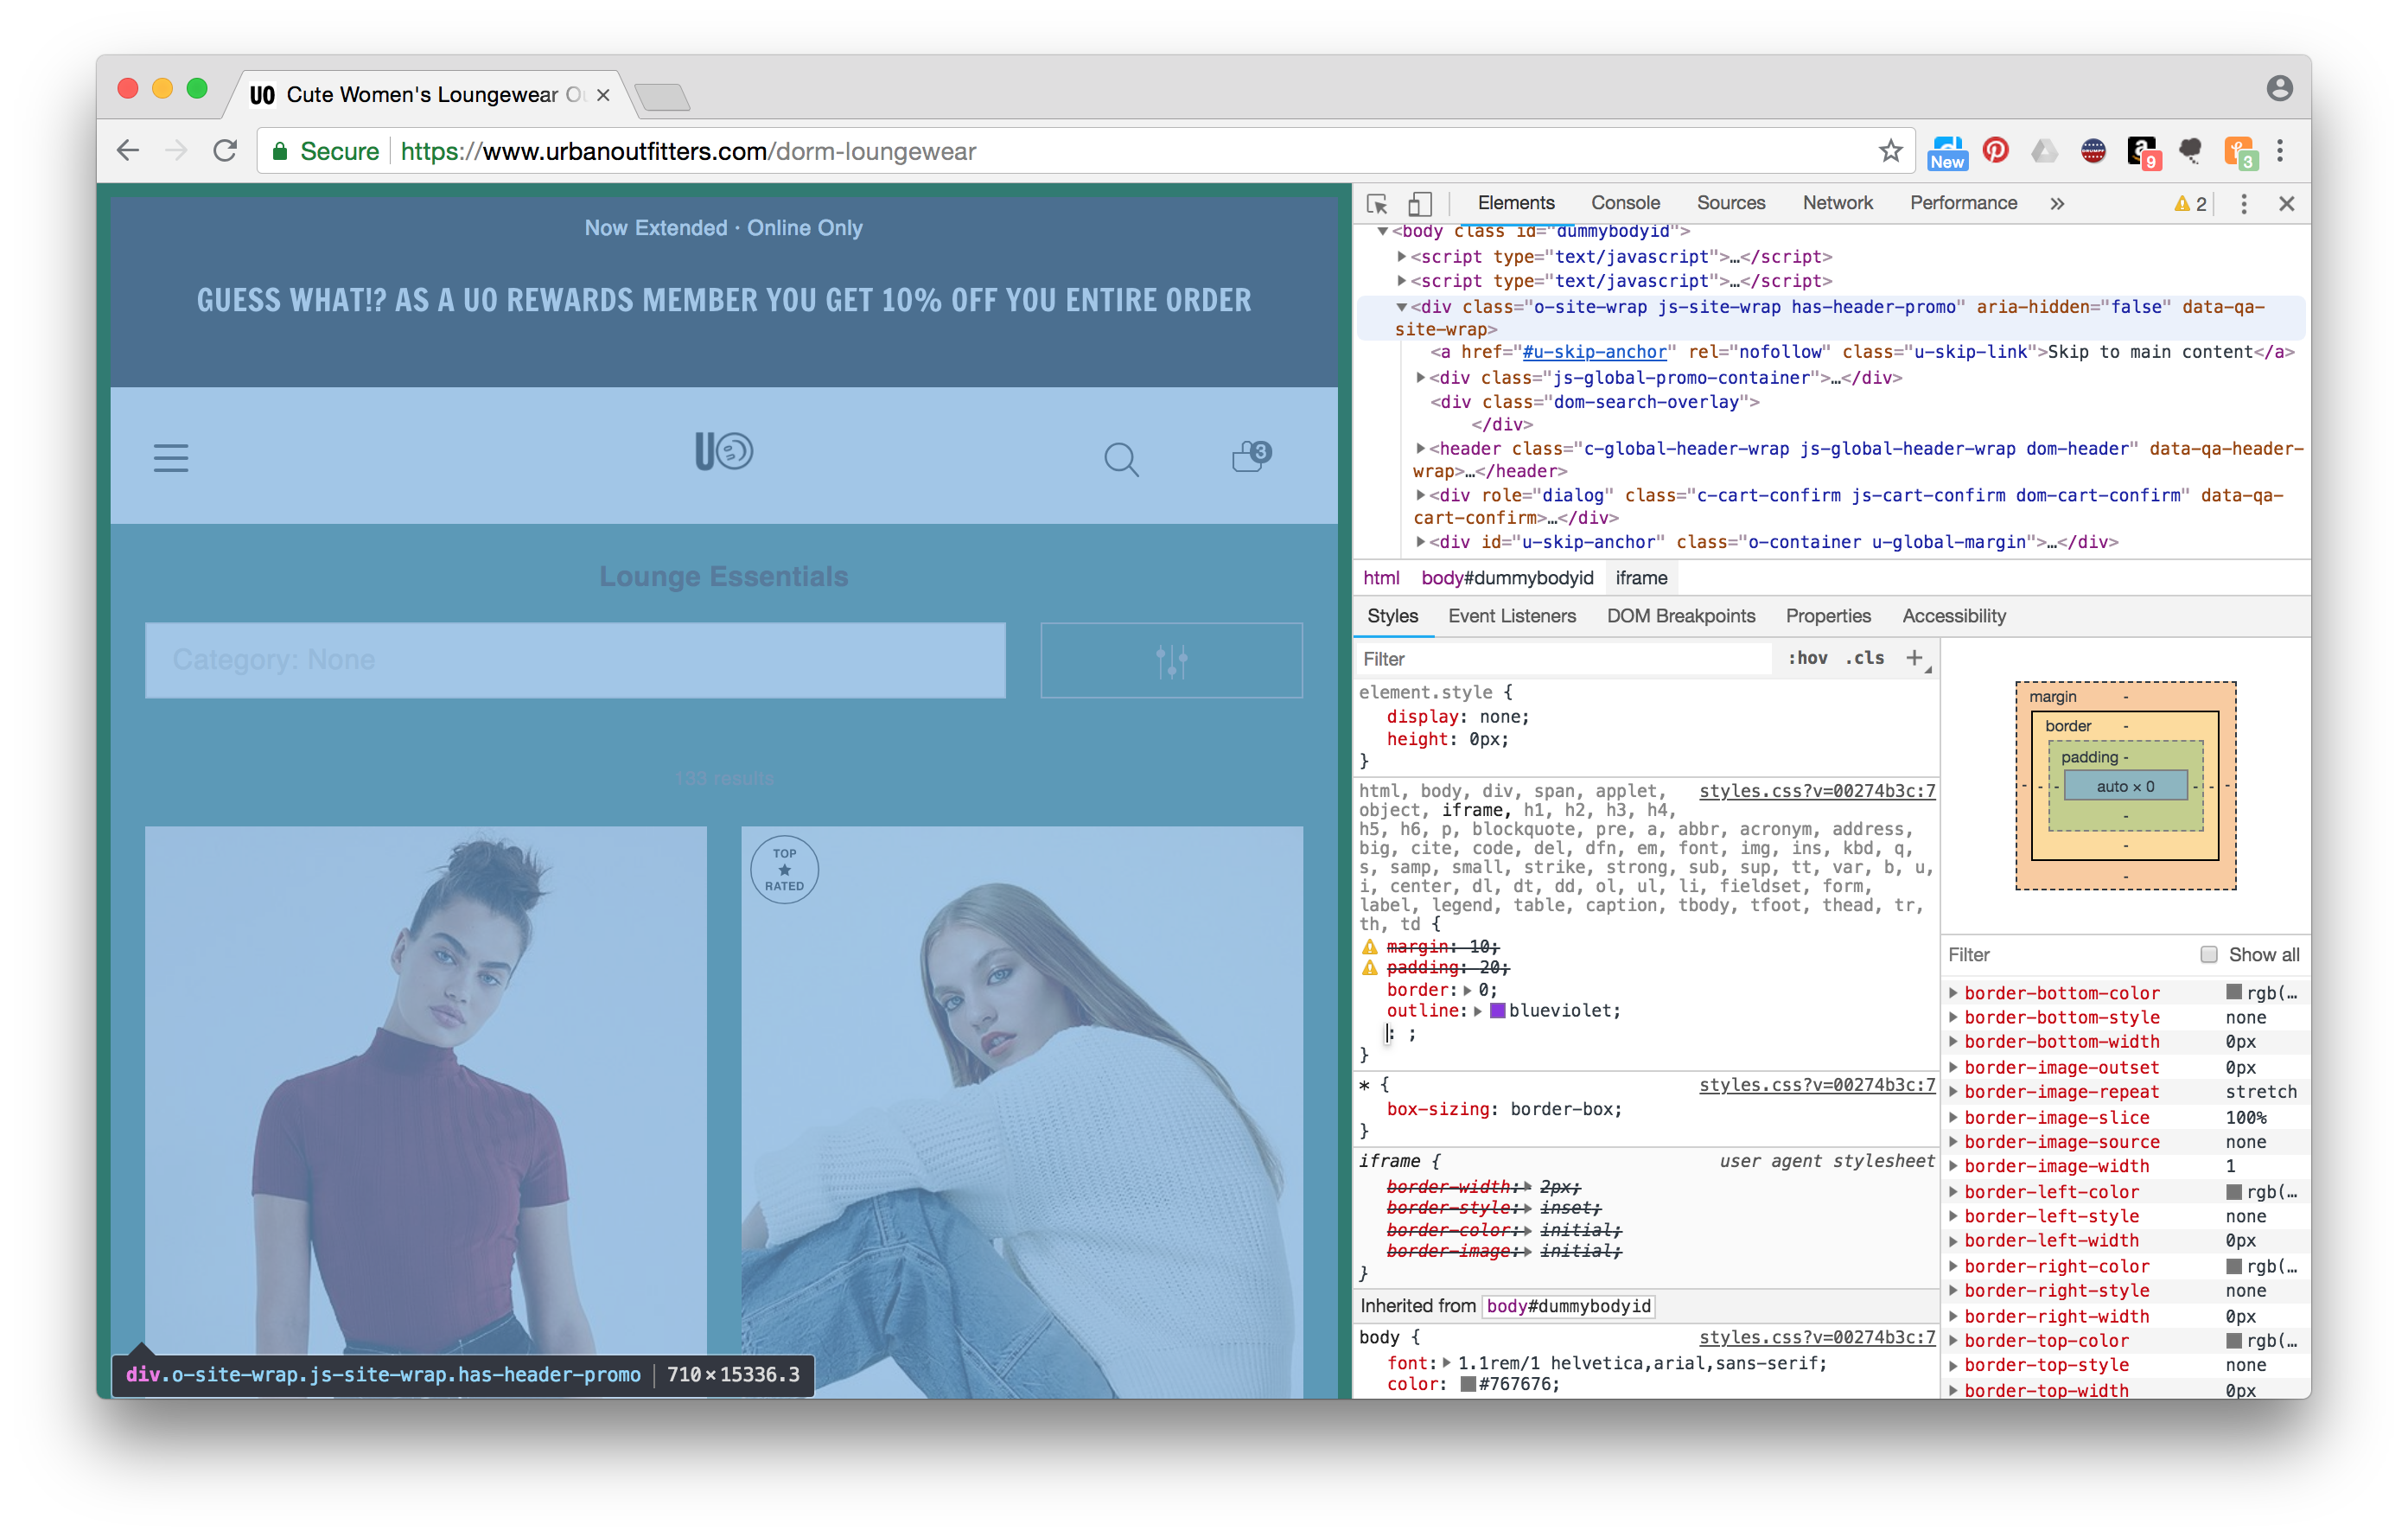 UO Cute Women's Loungewear
Secure https://www.urbanoutfitters.com/dorm-loungewear
New
9
3
Now Extended · Online Only
GUESS WHAT!? AS A UO REWARDS MEMBER YOU GET 10% OFF YOU ENTIRE ORDER
U
3
Lounge Essentials
Category: None
133 results
TOP
RATED
div.o-site-wrap.js-site-wrap.has-header-promo 710 × 15336.3
Elements Console Sources Network Performance » 2
<body class id="dummybodyid">
<script type="text/javascript">…</script>
<script type="text/javascript">…</script>
<div class="o-site-wrap js-site-wrap has-header-promo" aria-hidden="false" data-qa-
site-wrap>
<a href="#u-skip-anchor" rel="nofollow" class="u-skip-link">Skip to main content</a>
<div class="js-global-promo-container">…</div>
<div class="dom-search-overlay">
</div>
<header class="c-global-header-wrap js-global-header-wrap dom-header" data-qa-header-
wrap>…</header>
<div role="dialog" class="c-cart-confirm js-cart-confirm dom-cart-confirm" data-qa-
cart-confirm>…</div>
<div id="u-skip-anchor" class="o-container u-global-margin">…</div>
html body#dummybodyid iframe
Styles Event Listeners DOM Breakpoints Properties Accessibility
Filter :hov .cls +
element.style {
display: none;
height: 0px;
}
html, body, div, span, applet, styles.css?v=00274b3c:7
object, iframe, h1, h2, h3, h4,
h5, h6, p, blockquote, pre, a, abbr, acronym, address,
big, cite, code, del, dfn, em, font, img, ins, kbd, q,
s, samp, small, strike, strong, sub, sup, tt, var, b, u,
i, center, dl, dt, dd, ol, ul, li, fieldset, form,
label, legend, table, caption, tbody, tfoot, thead, tr,
th, td {
margin: 10;
padding: 20;
border: 0;
outline: blueviolet;
: ;
}
* { styles.css?v=00274b3c:7
box-sizing: border-box;
}
iframe { user agent stylesheet
border-width: 2px;
border-style: inset;
border-color: initial;
border-image: initial;
}
Inherited from body#dummybodyid
body { styles.css?v=00274b3c:7
font: 1.1rem/1 helvetica,arial,sans-serif;
color: #767676;
margin -
border -
padding -
- - - auto × 0 - - -
-
-
-
Filter Show all
border-bottom-color rgb(…
border-bottom-style none
border-bottom-width 0px
border-image-outset 0px
border-image-repeat stretch
border-image-slice 100%
border-image-source none
border-image-width 1
border-left-color rgb(…
border-left-style none
border-left-width 0px
border-right-color rgb(…
border-right-style none
border-right-width 0px
border-top-color rgb(…
border-top-style none
border-top-width 0px